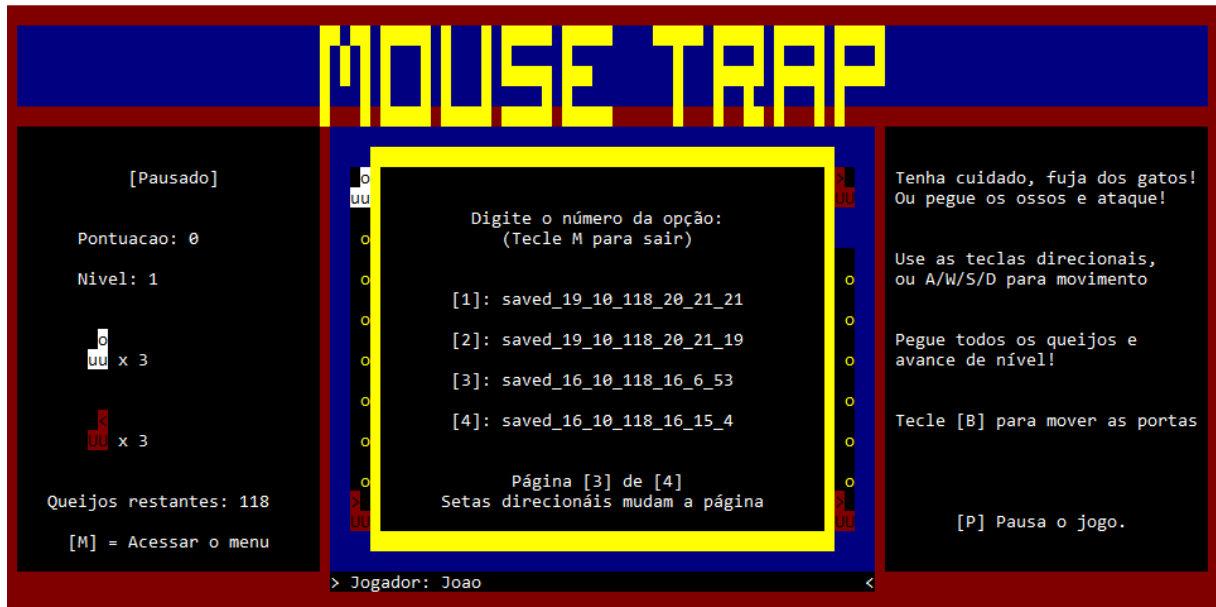 MOUSE TRAP
[Pausado]
Pontuacao: 0
Nivel: 1
o
uu x 3
<
uu x 3
Queijos restantes: 118
[M] = Acessar o menu
Digite o número da opção:
(Tecle M para sair)
[1]: saved_19_10_118_20_21_21
[2]: saved_19_10_118_20_21_19
[3]: saved_16_10_118_16_6_53
[4]: saved_16_10_118_16_15_4
Página [3] de [4]
Setas direcionáis mudam a página
> Jogador: Joao <
Tenha cuidado, fuja dos gatos!
Ou pegue os ossos e ataque!
Use as teclas direcionais,
ou A/W/S/D para movimento
Pegue todos os queijos e
avance de nível!
Tecle [B] para mover as portas
[P] Pausa o jogo.